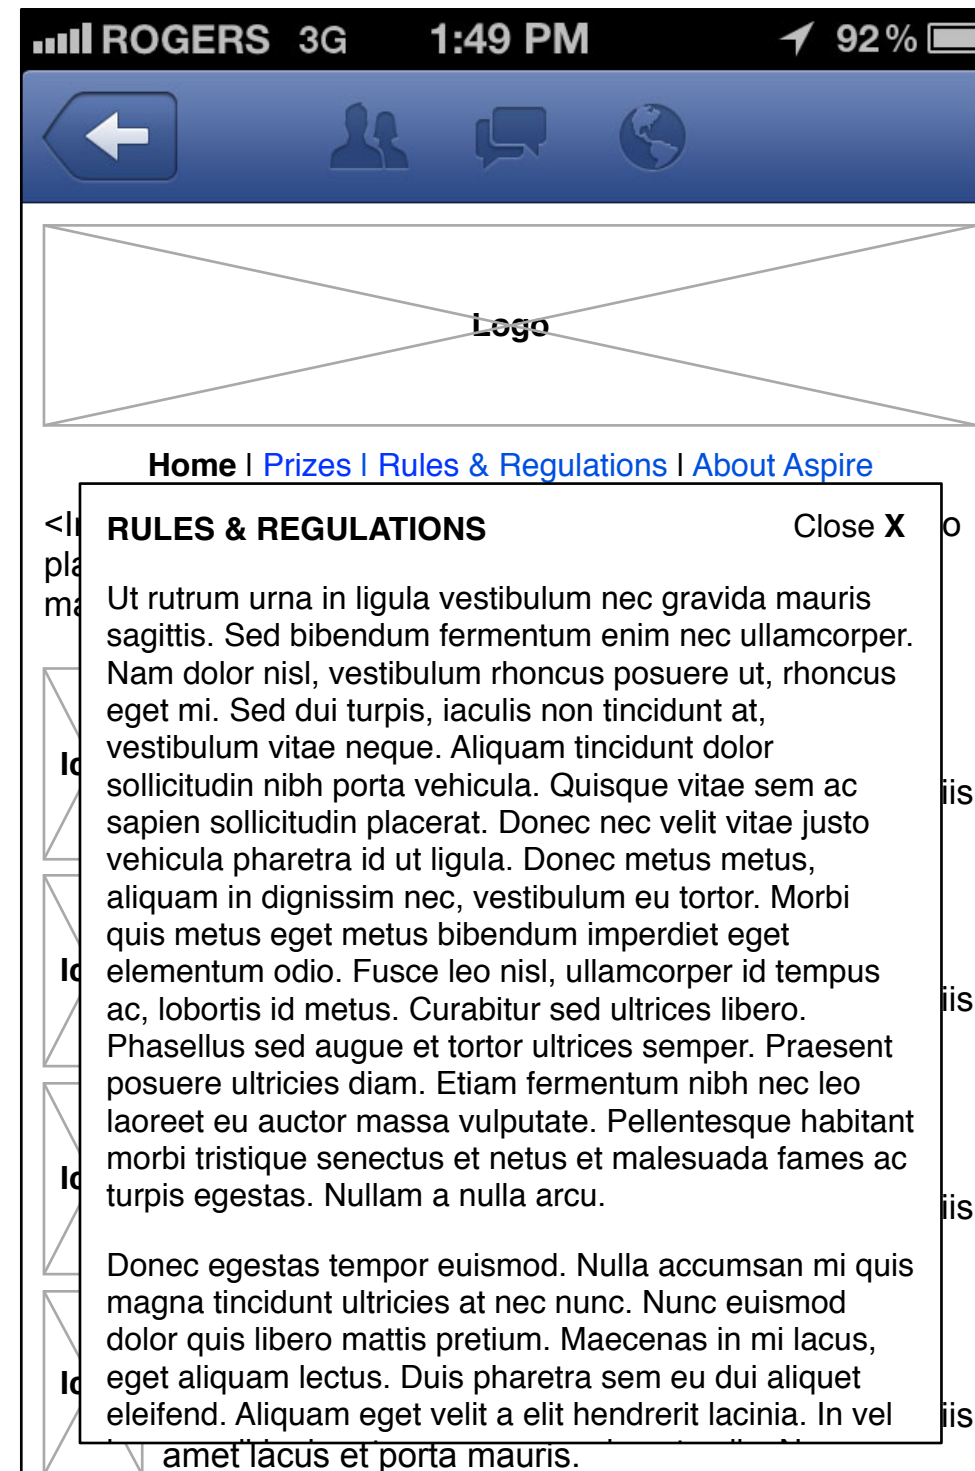 ROGERS 3G 1:49 PM 92%
Logo
Home | Prizes | Rules & Regulations | About Aspire
RULES & REGULATIONS Close X
Ut rutrum urna in ligula vestibulum nec gravida mauris
sagittis. Sed bibendum fermentum enim nec ullamcorper.
Nam dolor nisl, vestibulum rhoncus posuere ut, rhoncus
eget mi. Sed dui turpis, iaculis non tincidunt at,
vestibulum vitae neque. Aliquam tincidunt dolor
sollicitudin nibh porta vehicula. Quisque vitae sem ac
sapien sollicitudin placerat. Donec nec velit vitae justo
vehicula pharetra id ut ligula. Donec metus metus,
aliquam in dignissim nec, vestibulum eu tortor. Morbi
quis metus eget metus bibendum imperdiet eget
elementum odio. Fusce leo nisl, ullamcorper id tempus
ac, lobortis id metus. Curabitur sed ultrices libero.
Phasellus sed augue et tortor ultrices semper. Praesent
posuere ultricies diam. Etiam fermentum nibh nec leo
laoreet eu auctor massa vulputate. Pellentesque habitant
morbi tristique senectus et netus et malesuada fames ac
turpis egestas. Nullam a nulla arcu.
Donec egestas tempor euismod. Nulla accumsan mi quis
magna tincidunt ultricies at nec nunc. Nunc euismod
dolor quis libero mattis pretium. Maecenas in mi lacus,
eget aliquam lectus. Duis pharetra sem eu dui aliquet
eleifend. Aliquam eget velit a elit hendrerit lacinia. In vel
amet lacus et porta mauris.